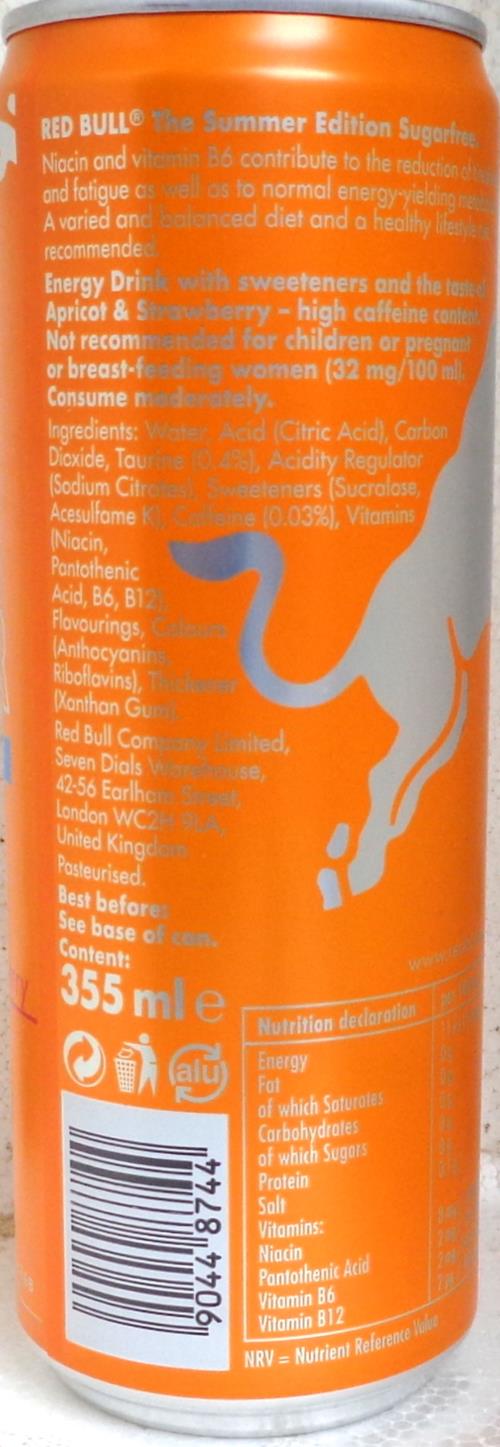 RED BULL® The Summer Edition Sugarfree.
Niacin and vitamin B6 contribute to the reduction of
and fatigue as well as to normal energy-yielding
A varied and balanced diet and a healthy lifestyle
recommended.
Energy Drink with sweeteners and the taste of
Apricot & Strawberry – high caffeine content.
Not recommended for children or pregnant
or breast-feeding women (32 mg/100 ml).
Consume moderately.
Ingredients: Water, Acid (Citric Acid), Carbon
Dioxide, Taurine (0.4%), Acidity Regulator
(Sodium Citrates), Sweeteners (Sucralose,
Acesulfame K), Caffeine (0.03%), Vitamins
(Niacin,
Pantothenic
Acid, B6, B12),
Flavourings, Colours
(Anthocyanins,
Riboflavins), Thickener
(Xanthan Gum).
Red Bull Company Limited,
Seven Dials Warehouse,
42-56 Earlham Street,
London WC2H 9LA,
United Kingdom
Pasteurised.
Best before:
See base of can.
Content:
355 ml e
alu
9044 8744
Nutrition declaration
Energy
Fat
of which Saturates
Carbohydrates
of which Sugars
Protein
Salt
Vitamins:
Niacin
Pantothenic Acid
Vitamin B6
Vitamin B12
NRV = Nutrient Reference Value